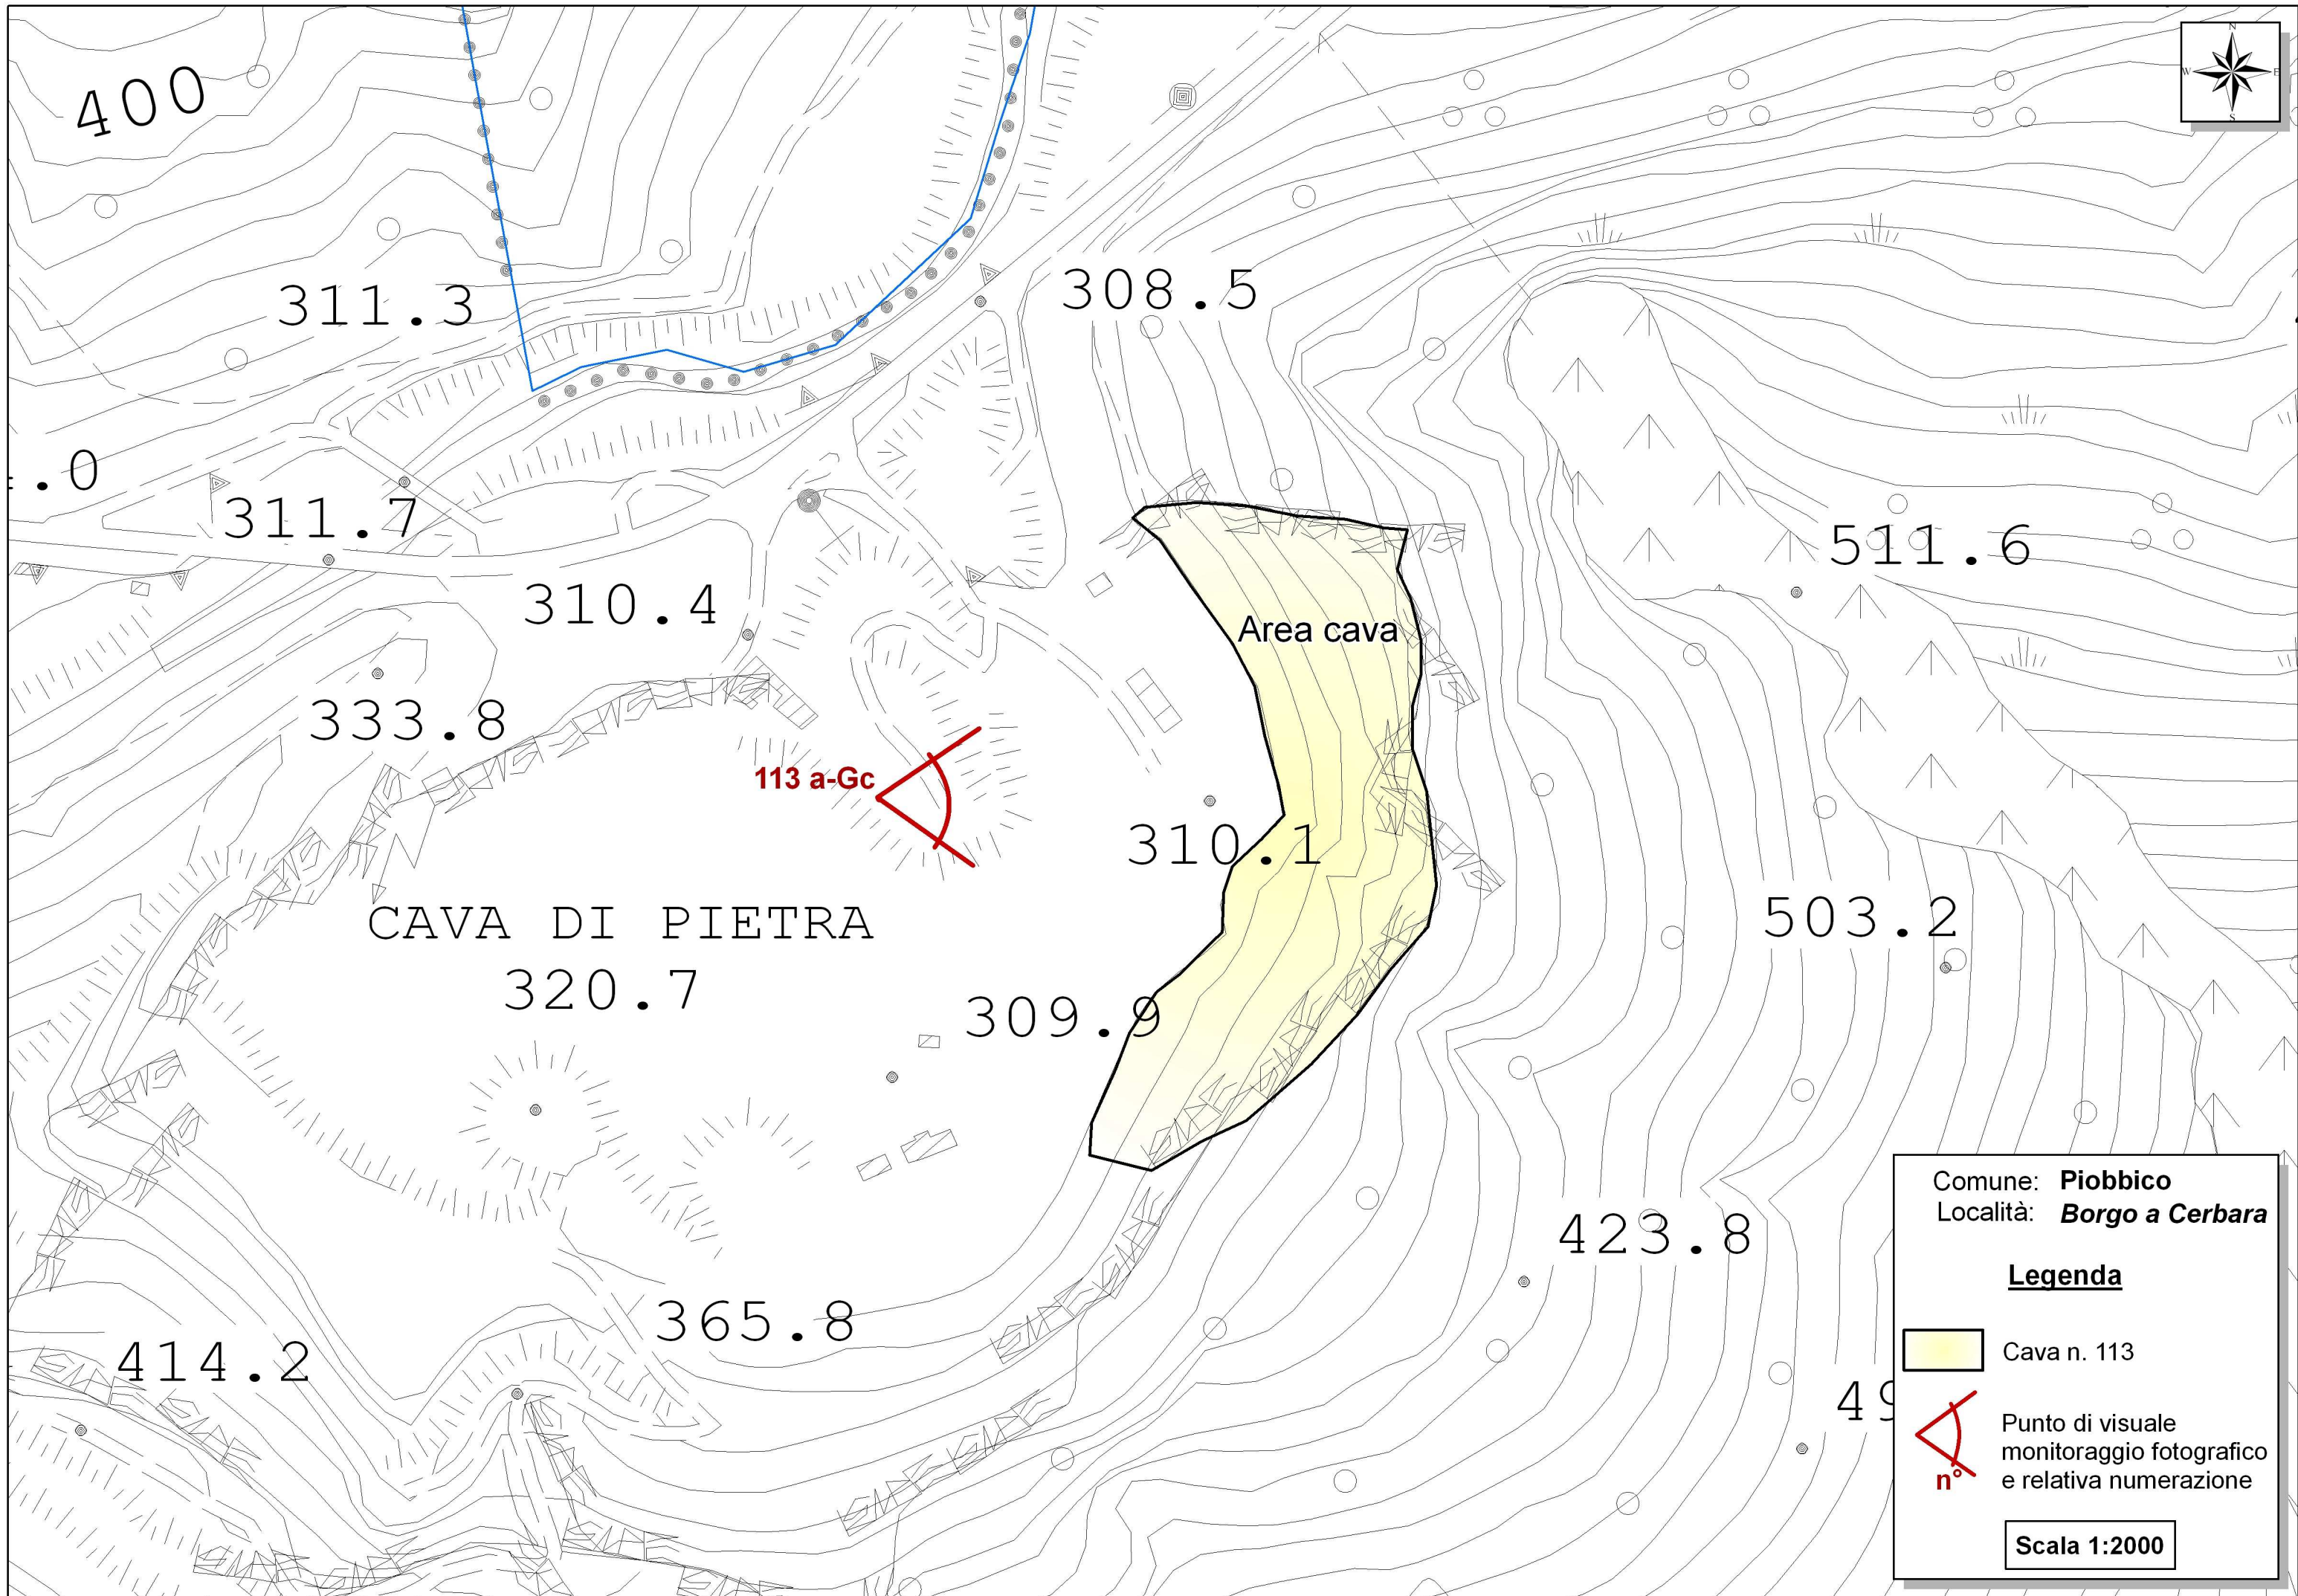 400
N
W E
S
311.3
308.5
.0
311.7
511.6
310.4
Area cava
333.8
113 a-Gc
310.1
CAVA DI PIETRA
320.7
503.2
309.9
423.8
365.8
414.2
49
Comune: Piobbico
Località: Borgo a Cerbara
Legenda
Cava n. 113
Punto di visuale
monitoraggio fotografico
n° e relativa numerazione
Scala 1:2000